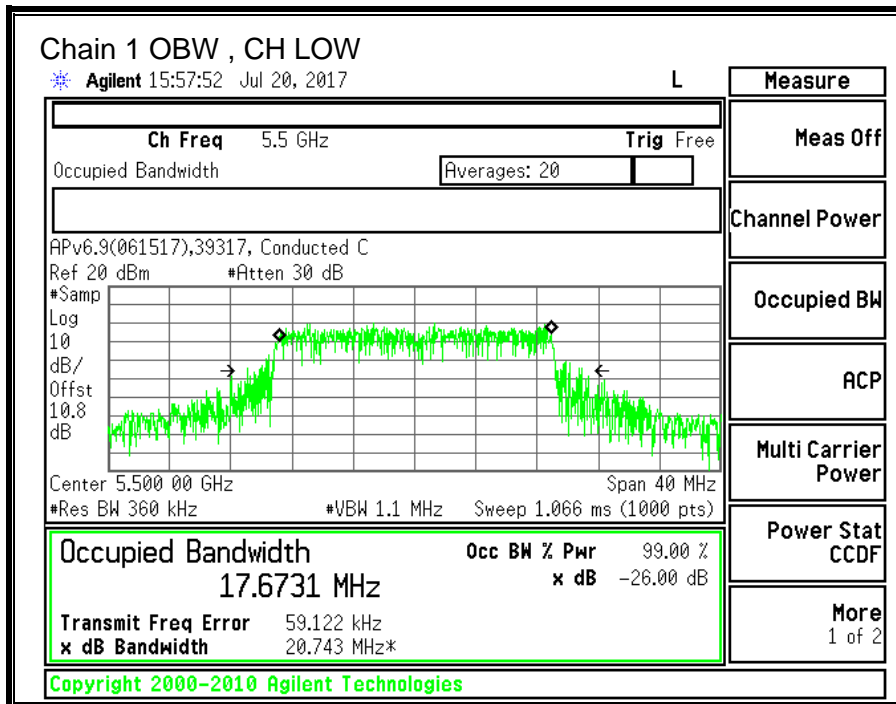 Chain 1 OBW , CH LOW
Agilent 15:57:52 Jul 20, 2017 L
Measure
Ch Freq 5.5 GHz Trig Free
Occupied Bandwidth Averages: 20
APv6.9(061517),39317, Conducted C
Ref 20 dBm #Atten 30 dB
#Samp
Log
10
dB/
Offst
10.8
dB
Center 5.500 00 GHz Span 40 MHz
#Res BW 360 kHz #VBW 1.1 MHz Sweep 1.066 ms (1000 pts)
Occupied Bandwidth Occ BW % Pwr 99.00 %
17.6731 MHz x dB -26.00 dB
Transmit Freq Error 59.122 kHz
x dB Bandwidth 20.743 MHz*
Meas Off
Channel Power
Occupied BW
ACP
Multi Carrier
Power
Power Stat
CCDF
More
1 of 2
Copyright 2000-2010 Agilent Technologies